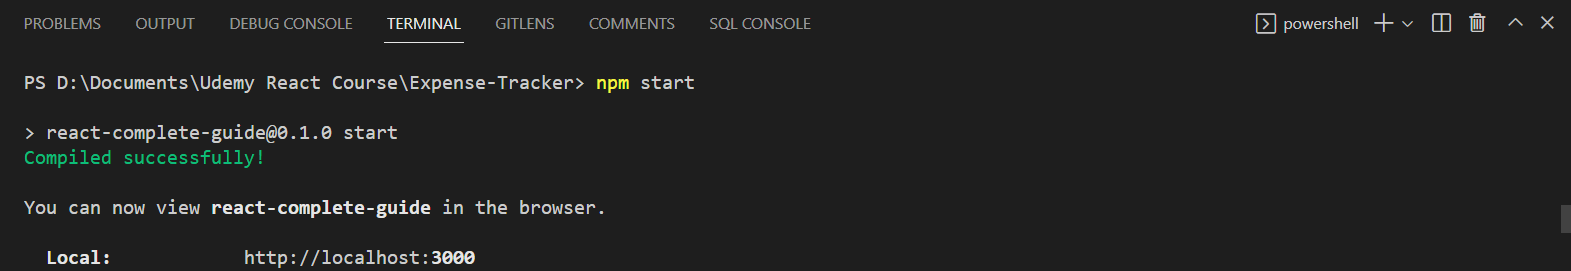 PROBLEMS OUTPUT DEBUG CONSOLE TERMINAL GITLENS COMMENTS SQL CONSOLE powershell
PS D:\Documents\Udemy React Course\Expense-Tracker> npm start
> react-complete-guide@0.1.0 start
Compiled successfully!
You can now view react-complete-guide in the browser.
Local: http://localhost:3000